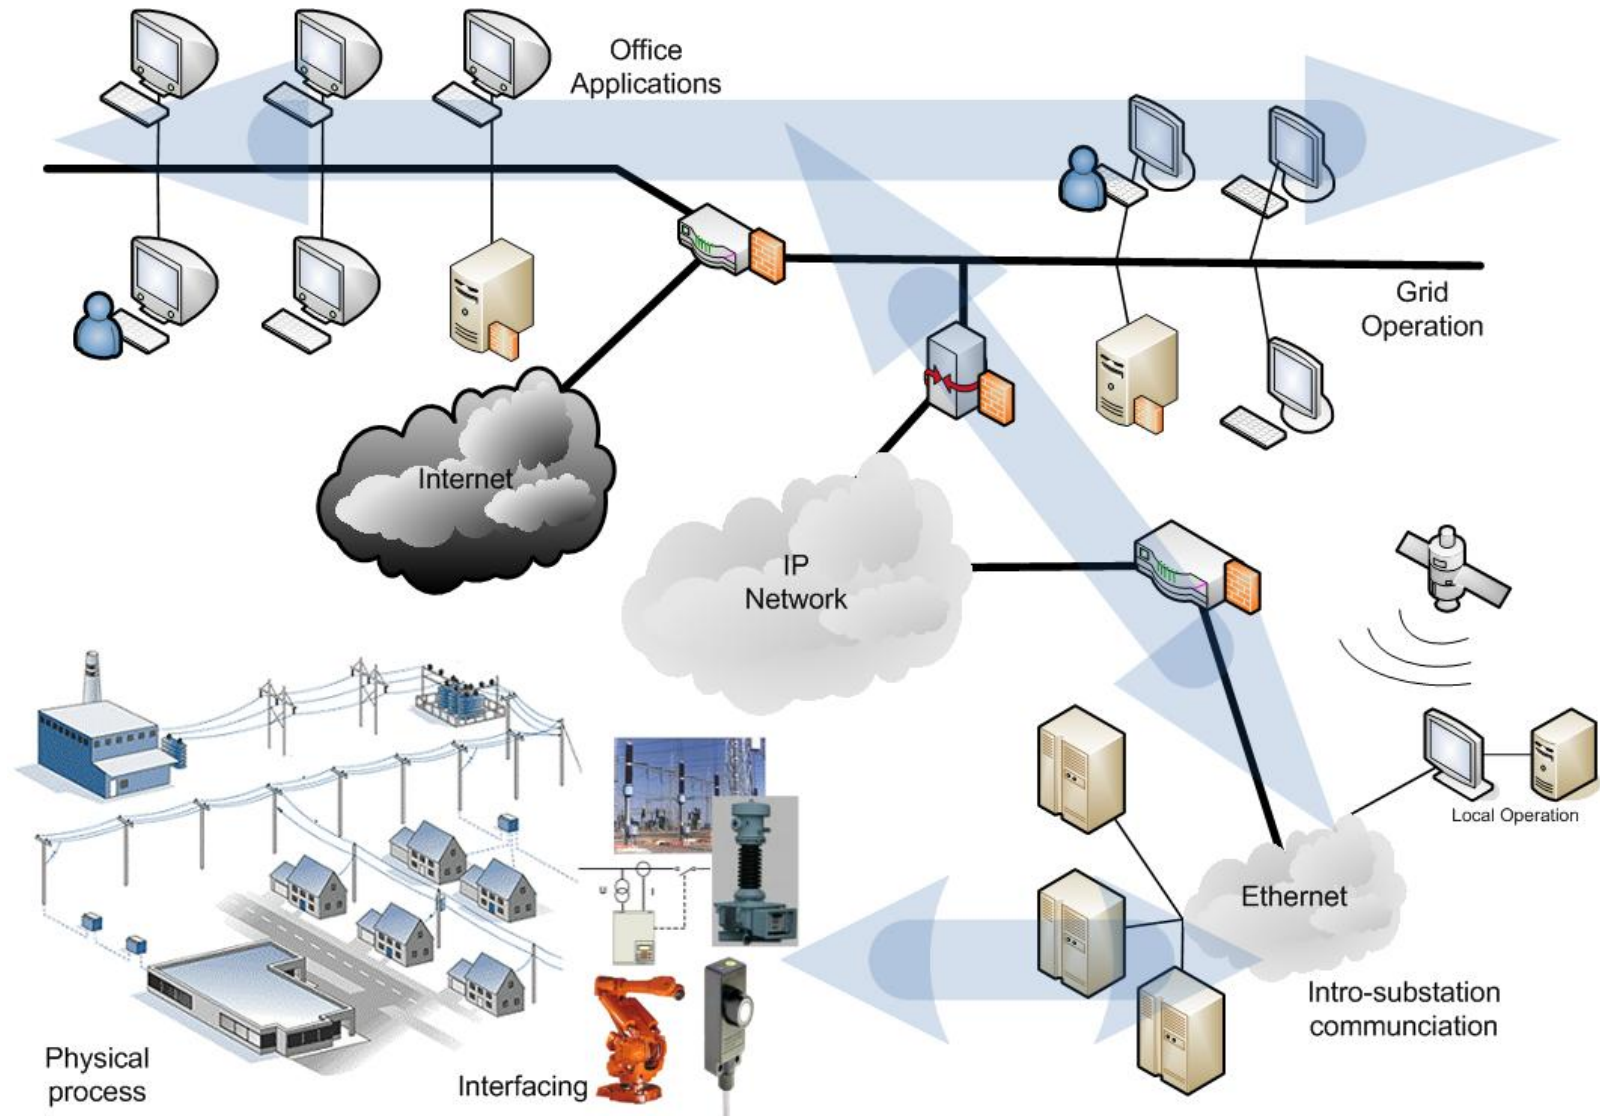 Office
Applications
Grid
Operation
Internet
IP
Network
Local Operation
Ethernet
U
I
Intro-substation
communciation
Physical
process
Interfacing